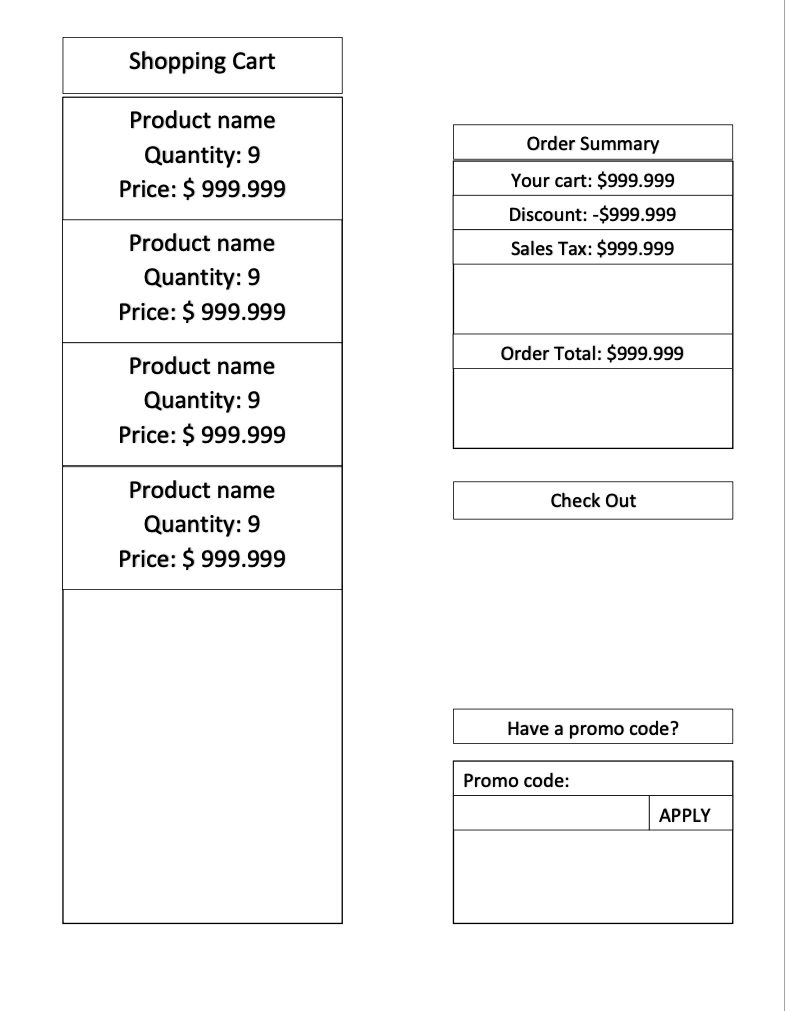 Shopping Cart
Product name
Quantity: 9
Price: $ 999.999
Product name
Quantity: 9
Price: $ 999.999
Product name
Quantity: 9
Price: $ 999.999
Product name
Quantity: 9
Price: $ 999.999
Order Summary
Your cart: $999.999
Discount: -$999.999
Sales Tax: $999.999
Order Total: $999.999
Check Out
Have a promo code?
Promo code:
APPLY